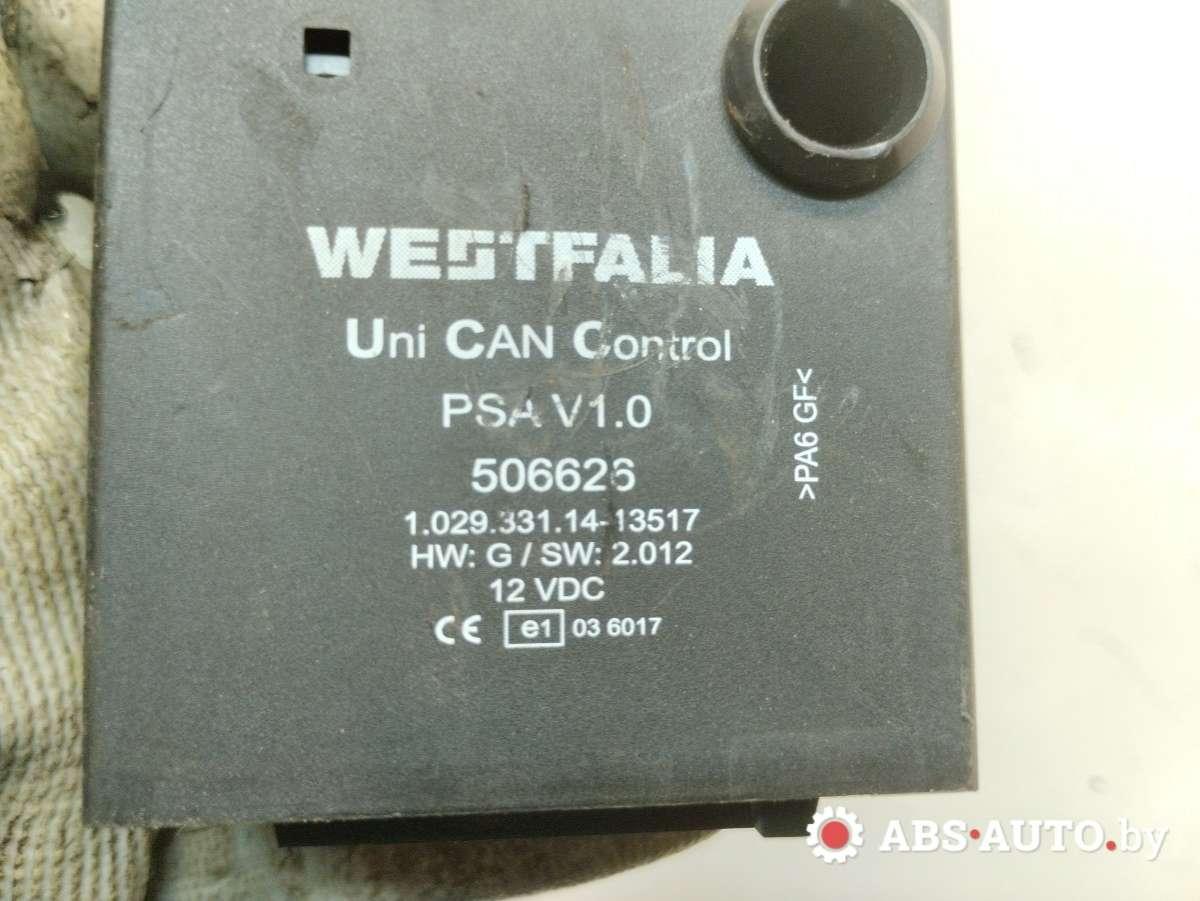 WESTFALIA
Uni CAN Control
PSA V1.0
506626
1.029.331.14-13517
HW: G / SW: 2.012
12 VDC
CE e1 03 6017
>PA6 GF<
ABS-AUTO.by